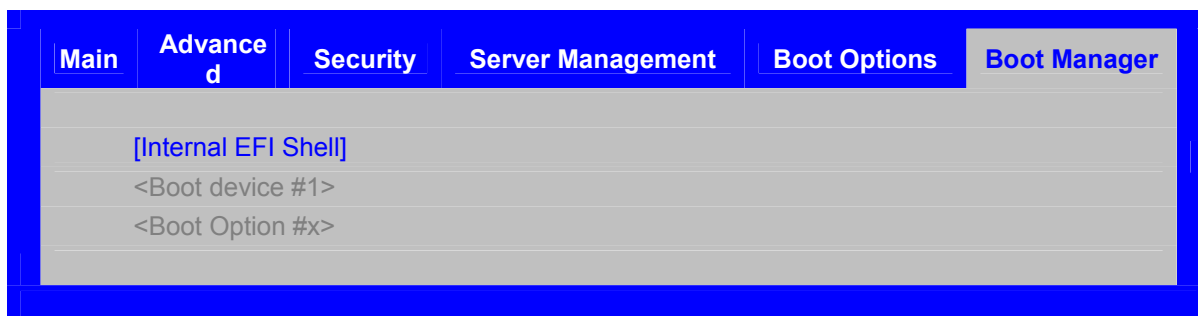 Main Advance
d Security Server Management Boot Options Boot Manager
[Internal EFI Shell]
<Boot device #1>
<Boot Option #x>